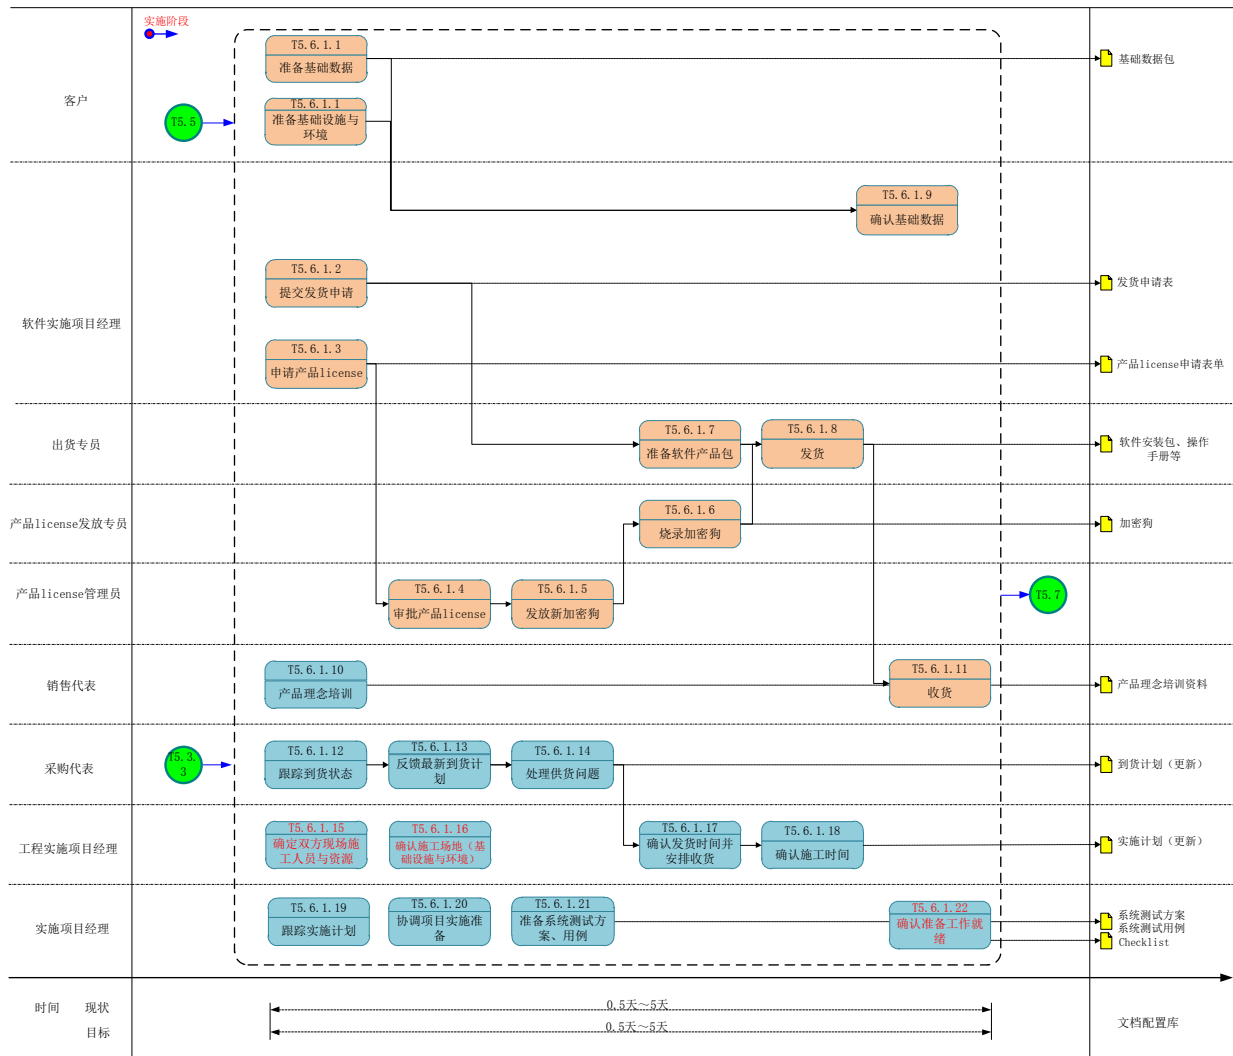 实施阶段
T5.6.1.1
准备基础数据
基础数据包
客户
T5.5
T5.6.1.1
准备基础设施与
环境
T5.6.1.9
确认基础数据
T5.6.1.2
提交发货申请
发货申请表
软件实施项目经理
T5.6.1.3
申请产品license
产品license申请表单
出货专员
T5.6.1.7
准备软件产品包
T5.6.1.8
发货
软件安装包、操作
手册等
产品license发放专员
T5.6.1.6
烧录加密狗
加密狗
产品license管理员
T5.6.1.4
审批产品license
T5.6.1.5
发放新加密狗
T5.7
销售代表
T5.6.1.10
产品理念培训
T5.6.1.11
收货
产品理念培训资料
采购代表
T5.3.
3
T5.6.1.12
跟踪到货状态
T5.6.1.13
反馈最新到货计
划
T5.6.1.14
处理供货问题
到货计划（更新）
工程实施项目经理
T5.6.1.15
确定双方现场施
工人员与资源
T5.6.1.16
确认施工场地（基
础设施与环境）
T5.6.1.17
确认发货时间并
安排收货
T5.6.1.18
确认施工时间
实施计划（更新）
实施项目经理
T5.6.1.19
跟踪实施计划
T5.6.1.20
协调项目实施准
备
T5.6.1.21
准备系统测试方
案、用例
T5.6.1.22
确认准备工作就
绪
系统测试方案
系统测试用例
Checklist
时间 现状
0.5天～5天
目标
0.5天～5天
文档配置库